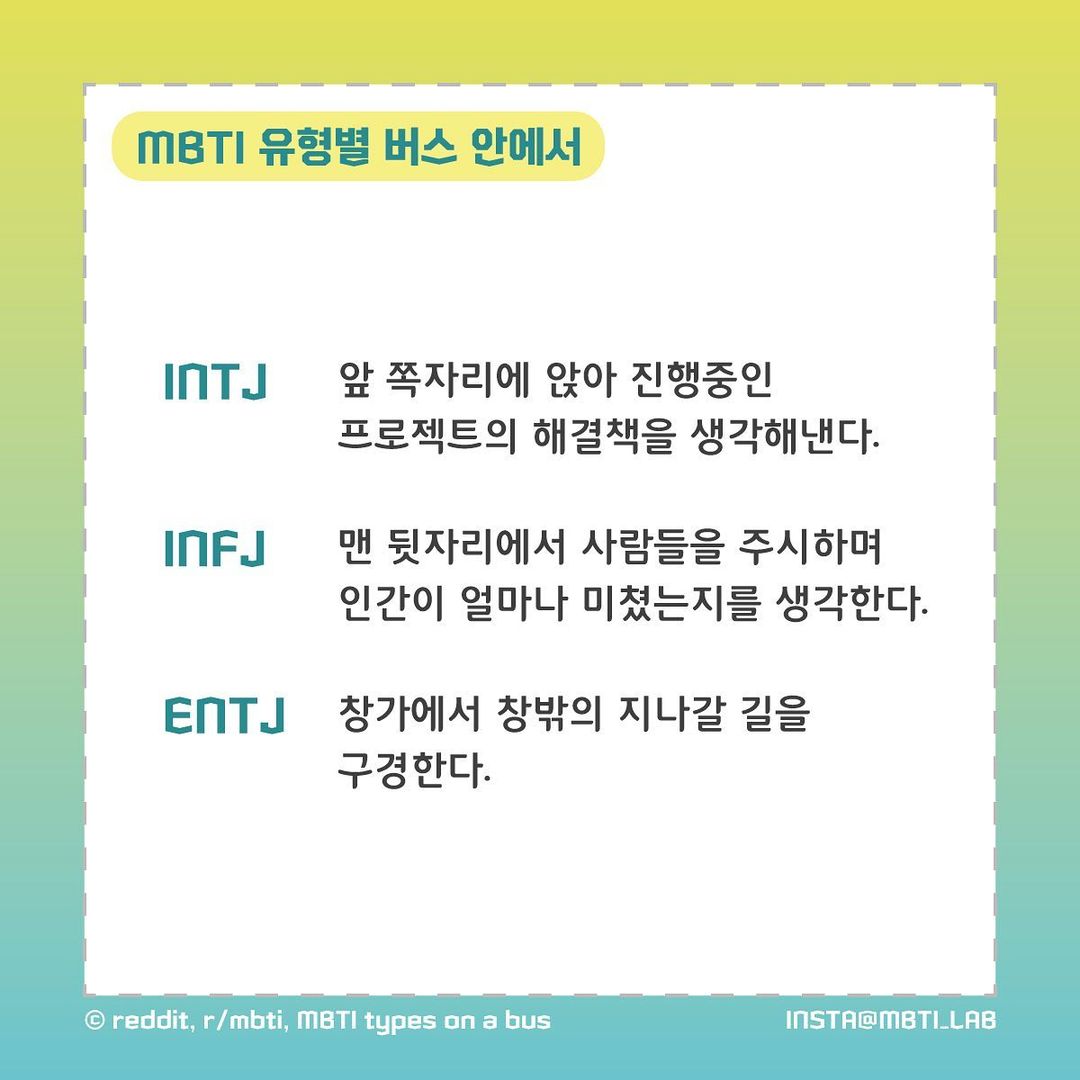 MBTI 유형별 버스 안에서
INTJ 앞 쪽자리에 앉아 진행중인
프로젝트의 해결책을 생각해낸다.
INFJ 맨 뒷자리에서 사람들을 주시하며
인간이 얼마나 미쳤는지를 생각한다.
ENTJ 창가에서 창밖의 지나갈 길을
구경한다.
© reddit, r/mbti, MBTI types on a bus
INSTA@MBTI_LAB